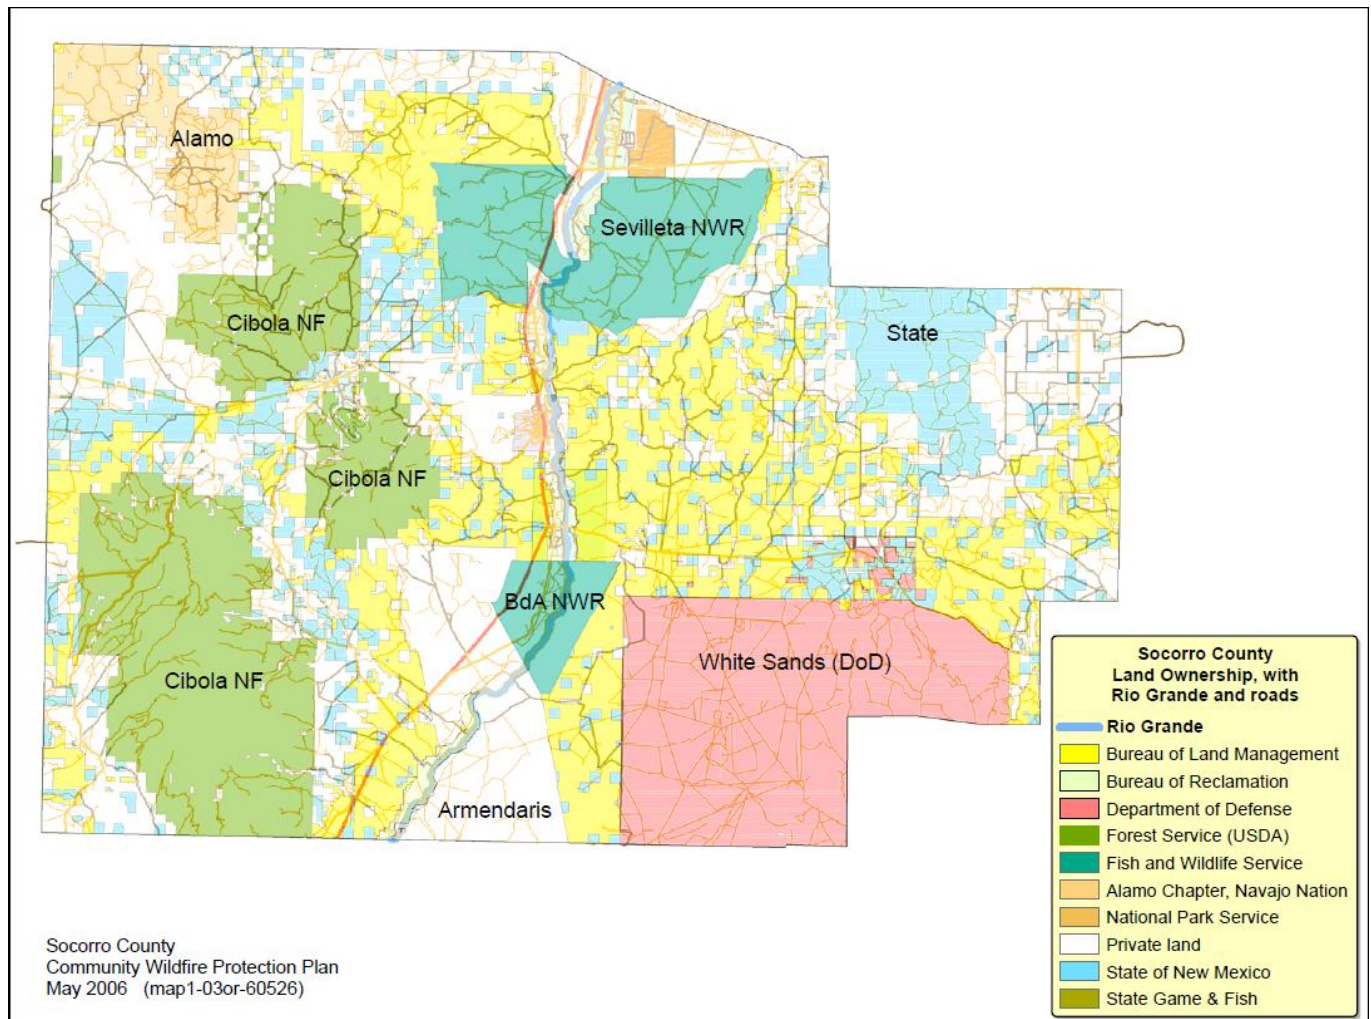 Alamo
Sevilleta NWR
Cibola NF
State
Cibola NF
BdA NWR
White Sands (DoD)
Cibola NF
Armendaris
Socorro County
Land Ownership, with
Rio Grande and roads
Rio Grande
Bureau of Land Management
Bureau of Reclamation
Department of Defense
Forest Service (USDA)
Fish and Wildlife Service
Alamo Chapter, Navajo Nation
National Park Service
Private land
State of New Mexico
State Game & Fish
Socorro County
Community Wildfire Protection Plan
May 2006 (map1-03or-60526)